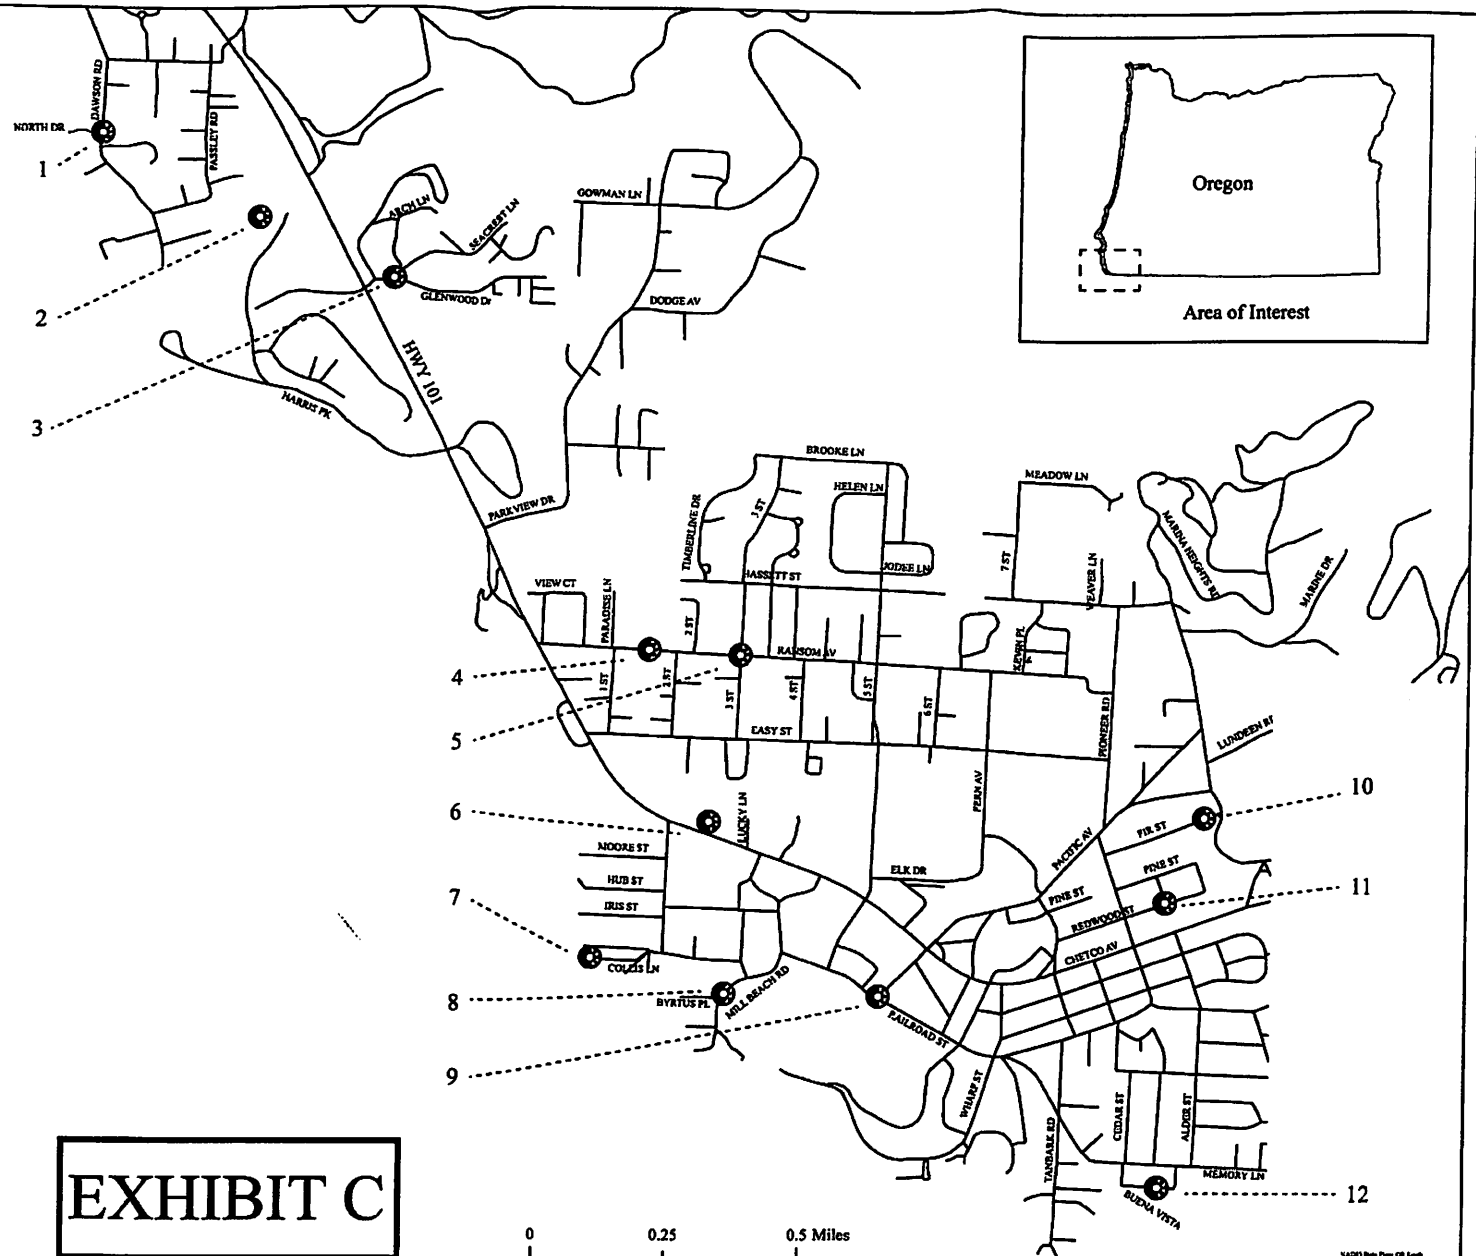 DAWSON RD
NORTH DR
PASSLEY RD
1
ARCH LN
SEACREST LN
GOWMAN LN
Oregon
2
GLENWOOD Dr
DODGE AV
Area of Interest
HWY 101
3
HARRIS PK
BROOKE LN
MEADOW LN
HELEN LN
PARKVIEW DR
TIMBERLINE DR
3 ST
MARINA HEIGHTS RD
7 ST
JODEE LN
HASSETT ST
VIEW CT
PARADISE LN
WEAVER LN
MARINE DR
2 ST
KEVIN PL
RANSOM AV
4
1 ST
2 ST
3 ST
4 ST
5 ST
6 ST
PIONEER RD
5
EASY ST
LUNDEEN RD
FERN AV
10
6
LUCKY LN
FIR ST
PACIFIC AV
MOORE ST
PINE ST
ELK DR
HUB ST
11
7
IRIS ST
PINE ST
REDWOOD ST
CHETCO AV
COLLIS LN
8
BYRTUS PL
MILL BEACH RD
RAILROAD ST
9
WHARF ST
TANBARK RD
CEDAR ST
ALDER ST
MEMORY LN
12
BUENA VISTA
EXHIBIT C
0 0.25 0.5 Miles